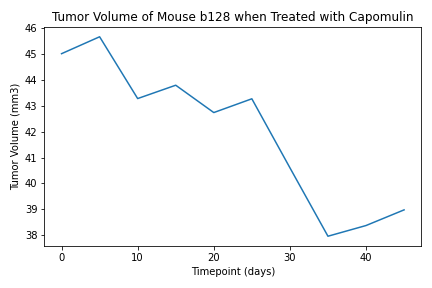 Tumor Volume of Mouse b128 when Treated with Capomulin
46
45
44
43
42
41
40
39
38
Tumor Volume (mm3)
0 10 20 30 40
Timepoint (days)